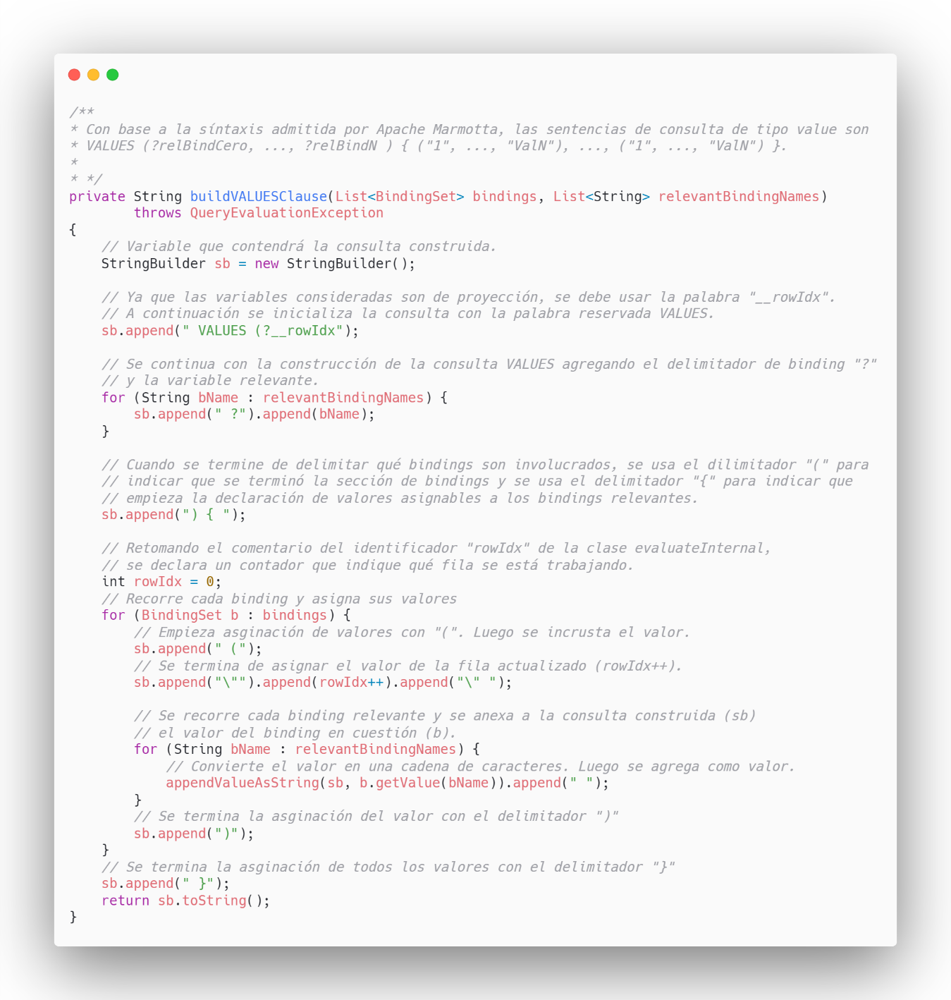 /**
* Con base a la síntaxis admitida por Apache Marmotta, las sentencias de consulta de tipo value son
* VALUES (?relBindCero, ..., ?relBindN ) { ("1", ..., "ValN"), ..., ("1", ..., "ValN") }.
*
* */
private String buildVALUESClause(List<BindingSet> bindings, List<String> relevantBindingNames)
        throws QueryEvaluationException
{
    // Variable que contendrá la consulta construida.
    StringBuilder sb = new StringBuilder();

    // Ya que las variables consideradas son de proyección, se debe usar la palabra "__rowIdx".
    // A continuación se inicializa la consulta con la palabra reservada VALUES.
    sb.append(" VALUES (?__rowIdx");

    // Se continua con la construcción de la consulta VALUES agregando el delimitador de binding "?"
    // y la variable relevante.
    for (String bName : relevantBindingNames) {
        sb.append(" ?").append(bName);
    }

    // Cuando se termine de delimitar qué bindings son involucrados, se usa el dilimitador "(" para
    // indicar que se terminó la sección de bindings y se usa el delimitador "{" para indicar que
    // empieza la declaración de valores asignables a los bindings relevantes.
    sb.append(") { ");

    // Retomando el comentario del identificador "rowIdx" de la clase evaluateInternal,
    // se declara un contador que indique qué fila se está trabajando.
    int rowIdx = 0;
    // Recorre cada binding y asigna sus valores
    for (BindingSet b : bindings) {
        // Empieza asginación de valores con "(". Luego se incrusta el valor.
        sb.append(" (");
        // Se termina de asignar el valor de la fila actualizado (rowIdx++).
        sb.append("\"").append(rowIdx++).append("\" ");

        // Se recorre cada binding relevante y se anexa a la consulta construida (sb)
        // el valor del binding en cuestión (b).
        for (String bName : relevantBindingNames) {
            // Convierte el valor en una cadena de caracteres. Luego se agrega como valor.
            appendValueAsString(sb, b.getValue(bName)).append(" ");
        }
        // Se termina la asginación del valor con el delimitador ")"
        sb.append(")");
    }
    // Se termina la asginación de todos los valores con el delimitador "}"
    sb.append(" }");
    return sb.toString();
}